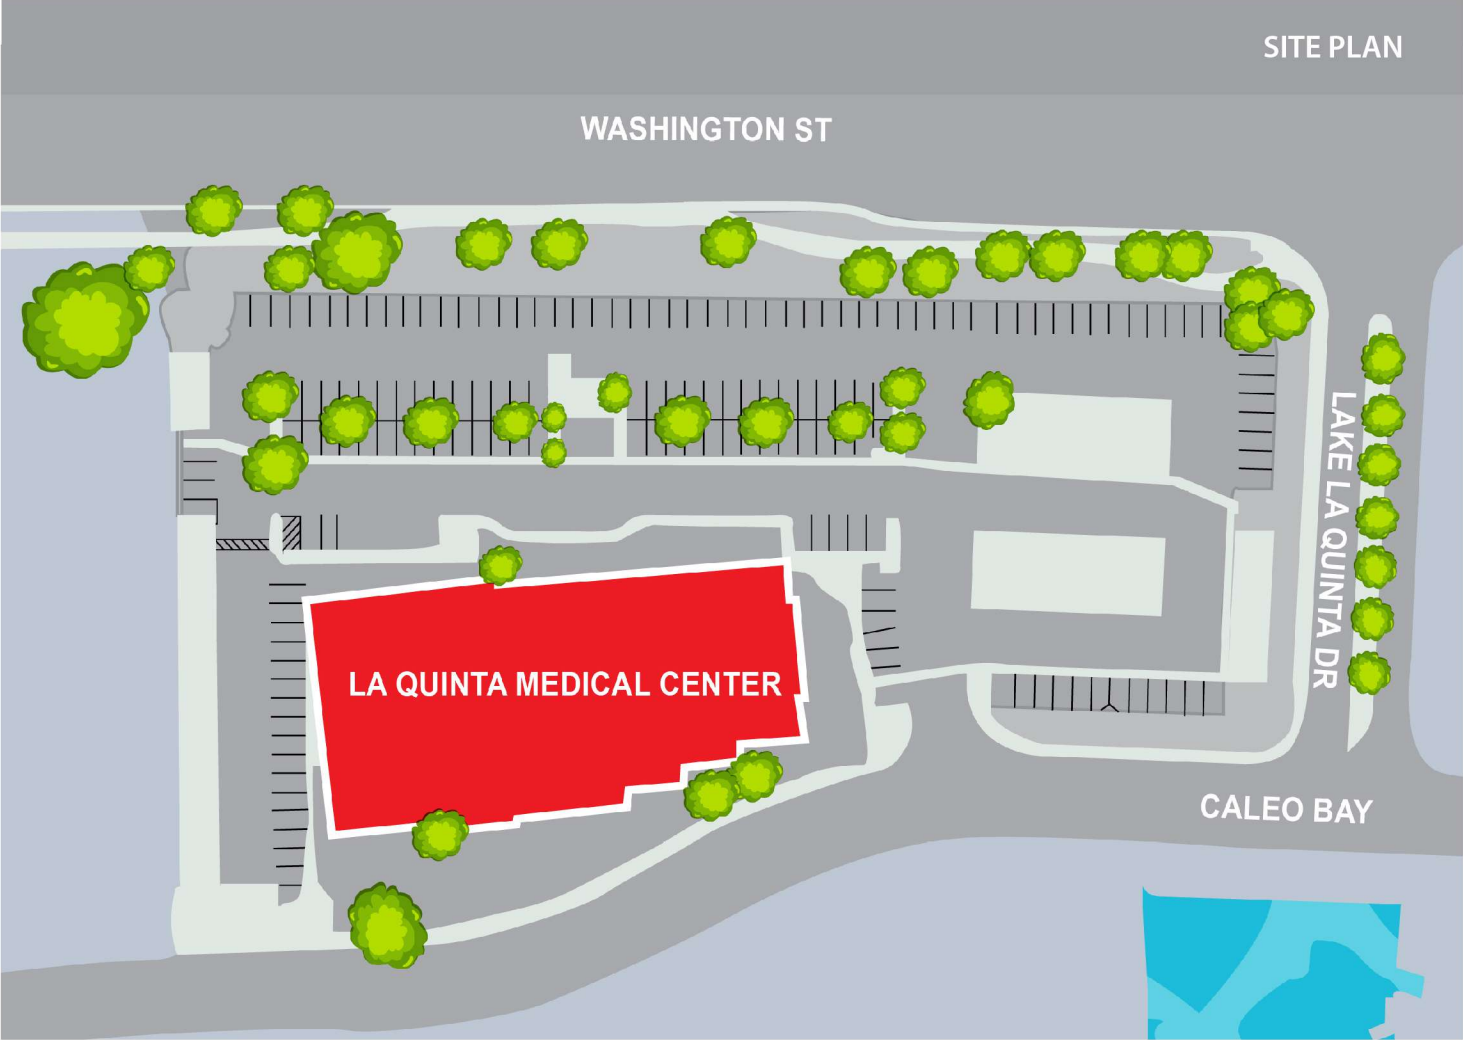 SITE PLAN
WASHINGTON ST
LAKE LA QUINTA DR
LA QUINTA MEDICAL CENTER
CALEO BAY